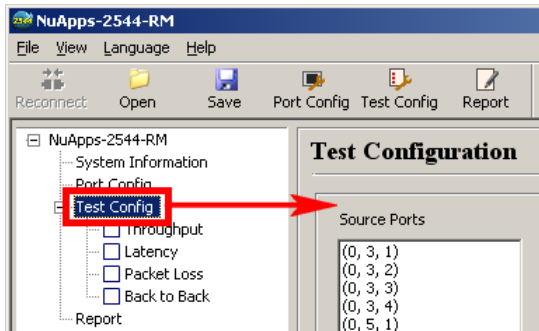 NuApps-2544-RM
File View Language Help
Reconnect Open Save Port Config Test Config Report
NuApps-2544-RM
System Information
Port Config
Test Config
Throughput
Latency
Packet Loss
Back to Back
Report
Test Configuration
Source Ports
(0, 3, 1)
(0, 3, 2)
(0, 3, 3)
(0, 3, 4)
(0, 5, 1)